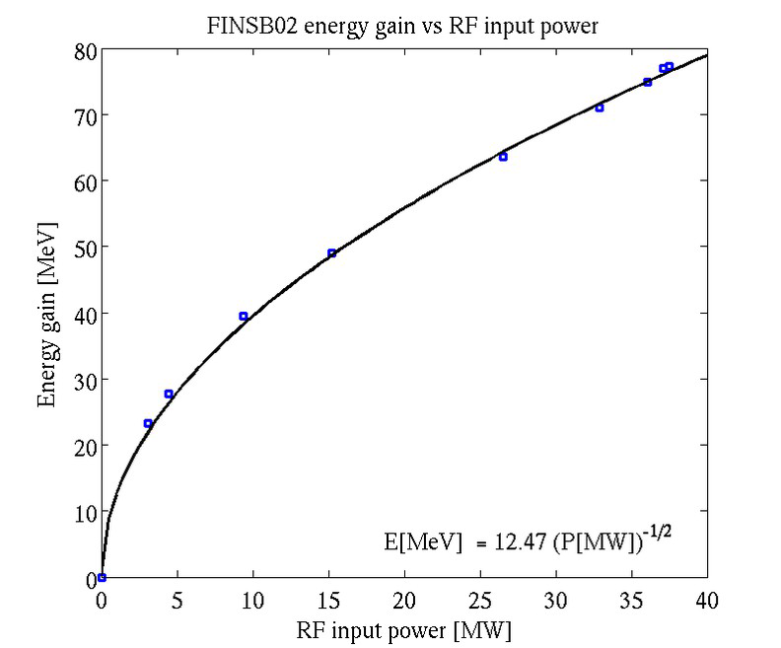 FINSB02 energy gain vs RF input power
80
70
60
50
40
30
20
10
0
Energy gain [MeV]
E[MeV] = 12.47 (P[MW])^-1/2
0 5 10 15 20 25 30 35 40
RF input power [MW]